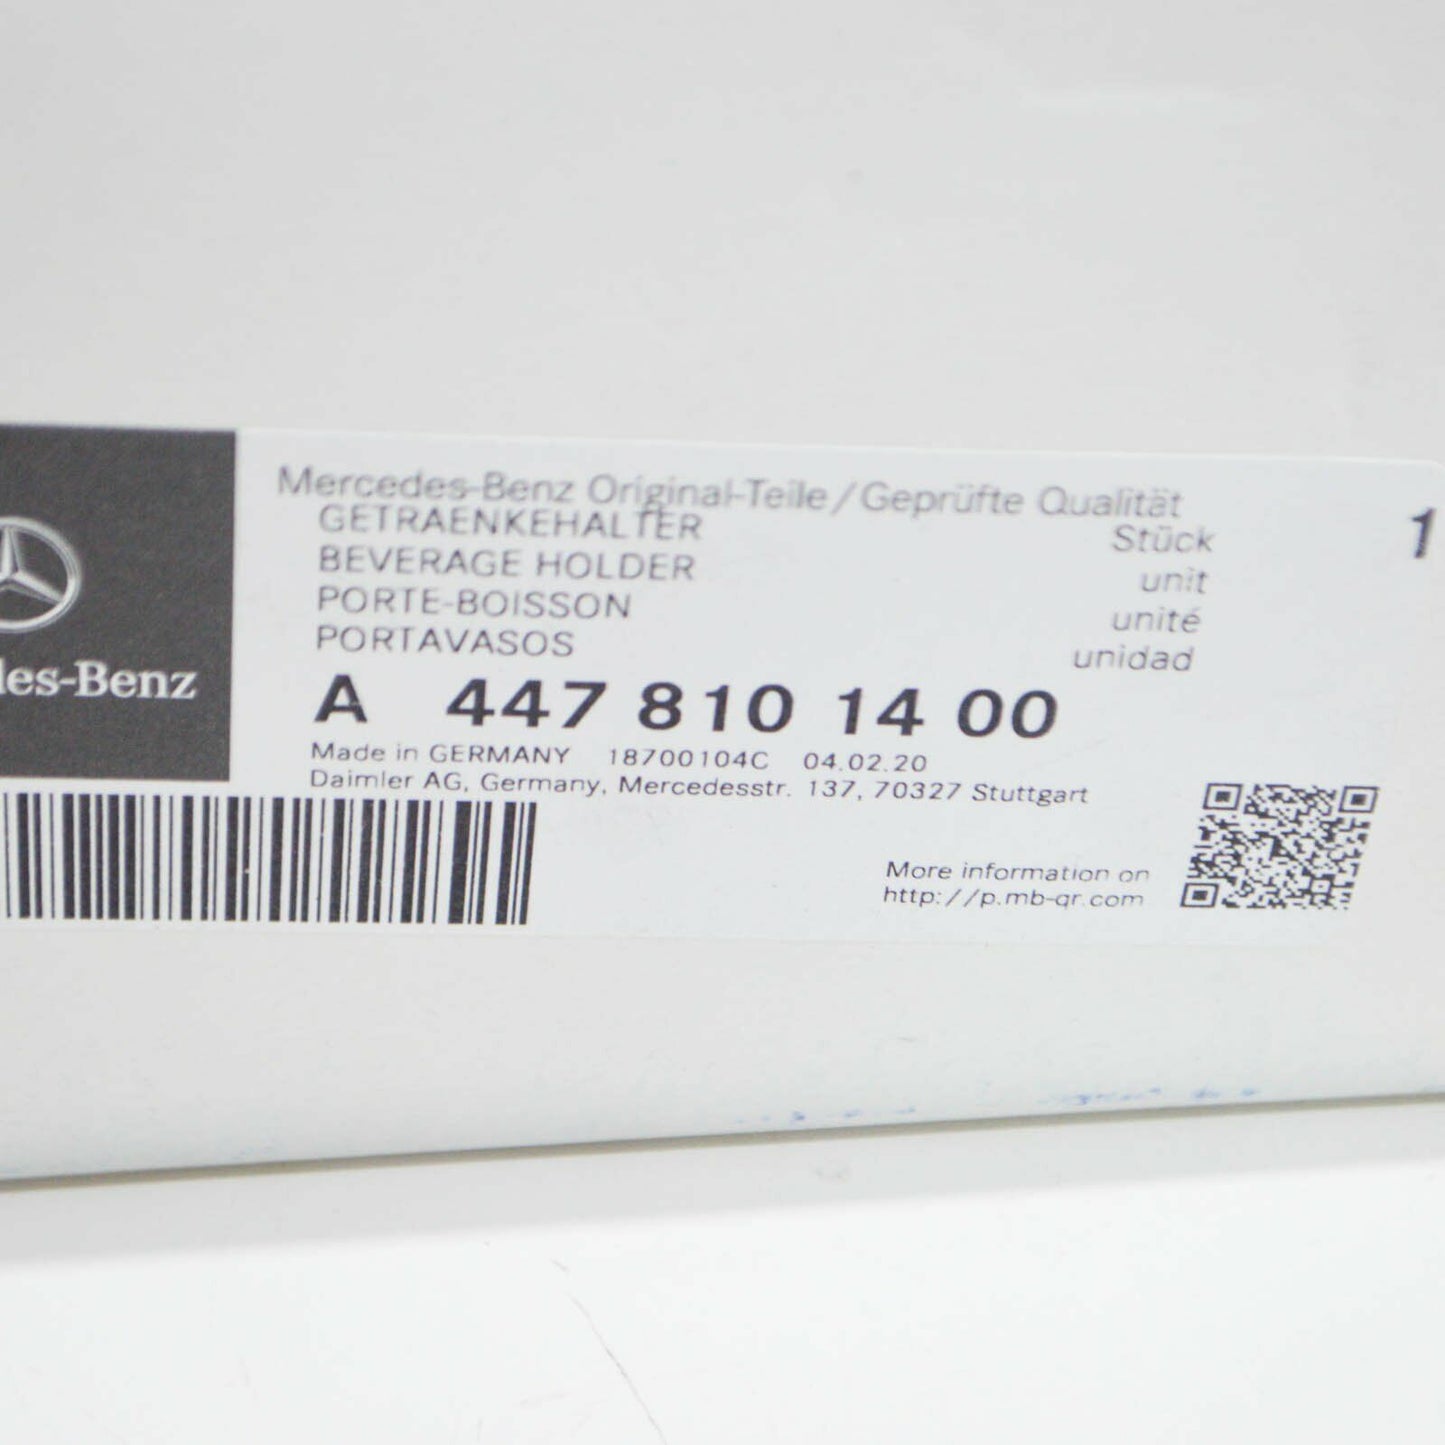 Mercedes-Benz Original-Teile/Geprüfte Qualität
GETRAENKEHALTER Stück 1
BEVERAGE HOLDER unit
PORTE-BOISSON unité
PORTAVASOS unidad
des-Benz
A 447 810 14 00
Made in GERMANY 18700104C 04.02.20
Daimler AG, Germany, Mercedesstr. 137, 70327 Stuttgart
More information on
http://p.mb-qr.com